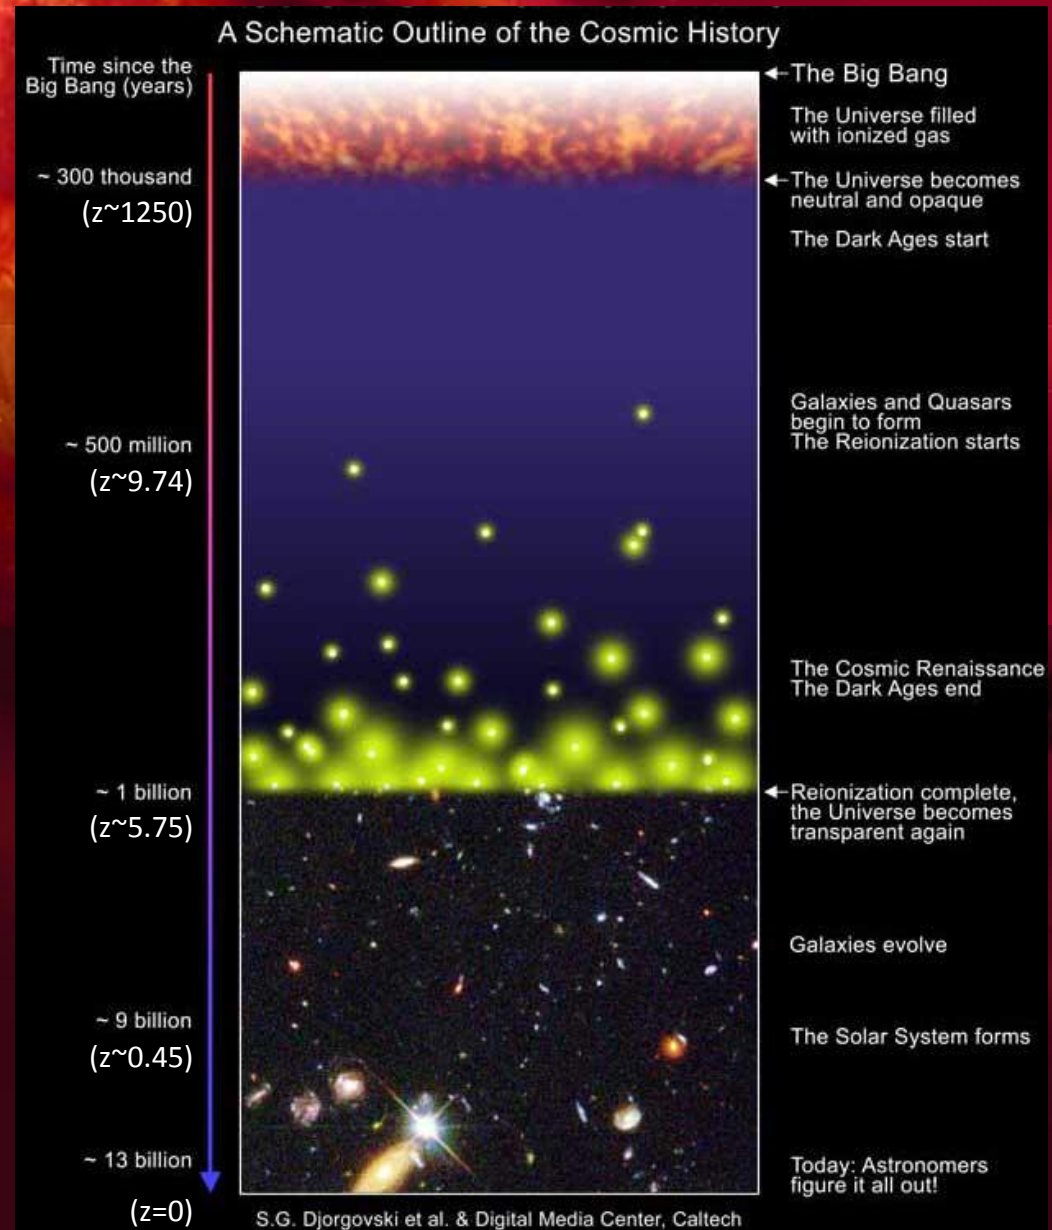 A Schematic Outline of the Cosmic History
Time since the
Big Bang (years)
The Big Bang
The Universe filled
with ionized gas
~ 300 thousand
(z~1250)
The Universe becomes
neutral and opaque
The Dark Ages start
Galaxies and Quasars
begin to form
The Reionization starts
~ 500 million
(z~9.74)
The Cosmic Renaissance
The Dark Ages end
~ 1 billion
(z~5.75)
Reionization complete,
the Universe becomes
transparent again
Galaxies evolve
~ 9 billion
(z~0.45)
The Solar System forms
~ 13 billion
(z=0)
Today: Astronomers
figure it all out!
S.G. Djorgovski et al. & Digital Media Center, Caltech